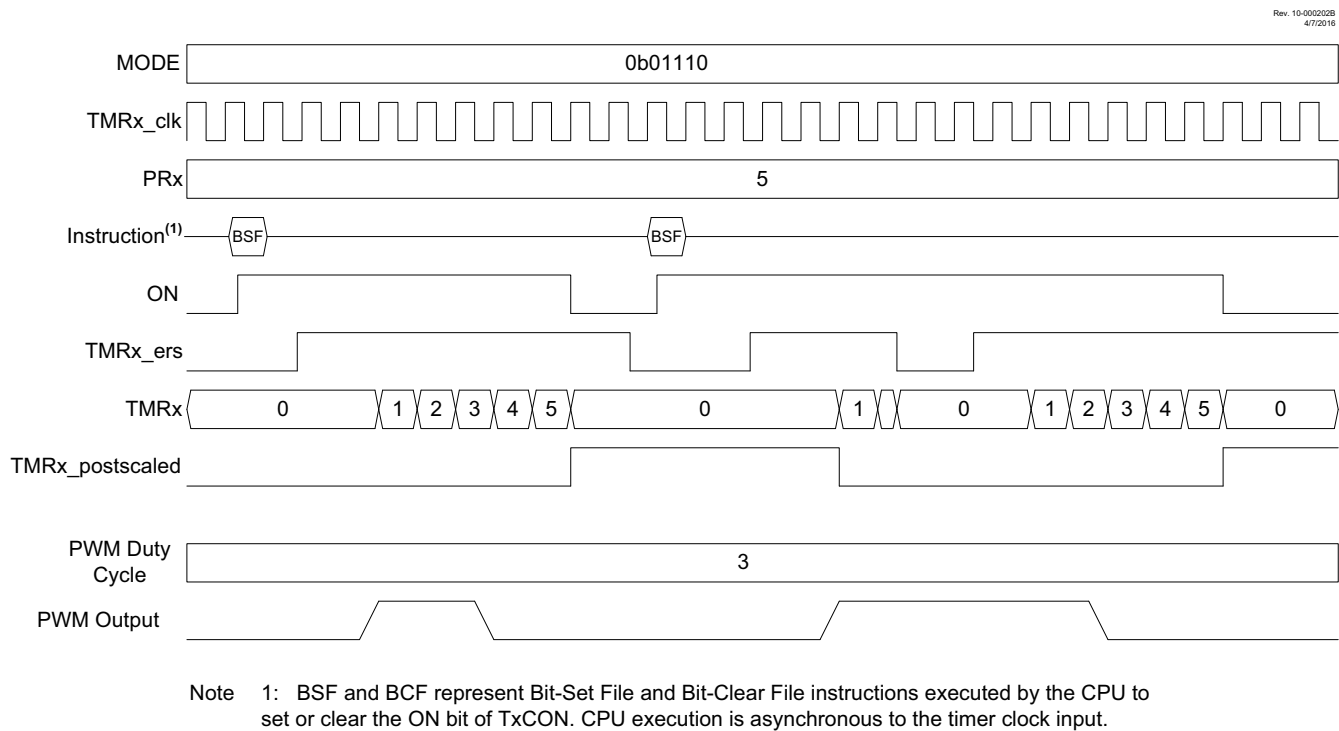 Rev. 10-000202B
4/7/2016
MODE 0b01110
TMRx_clk
PRx 5
Instruction(1) BSF BSF
ON
TMRx_ers
TMRx 0 1 2 3 4 5 0 1 0 1 2 3 4 5 0
TMRx_postscaled
PWM Duty
Cycle 3
PWM Output
Note 1: BSF and BCF represent Bit-Set File and Bit-Clear File instructions executed by the CPU to
set or clear the ON bit of TxCON. CPU execution is asynchronous to the timer clock input.